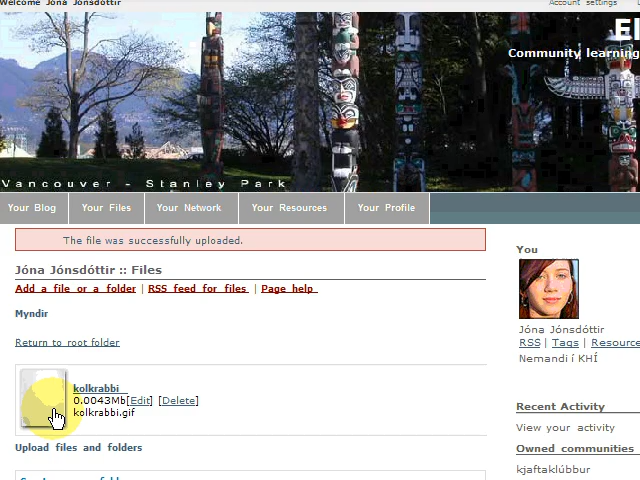 Welcome Jóna Jónsdóttir
Account settings
El
Community learning
Vancouver - Stanley Park
Your Blog
Your Files
Your Network
Your Resources
Your Profile
The file was successfully uploaded.
Jóna Jónsdóttir :: Files
Add a file or a folder | RSS feed for files | Page help
Myndir
Return to root folder
kolkrabbi
0.0043Mb[Edit] [Delete]
kolkrabbi.gif
Upload files and folders
You
Jóna Jónsdóttir
RSS | Tags | Resource
Nemandi í KHÍ
Recent Activity
View your activity
Owned communities
kjaftaklúbbur